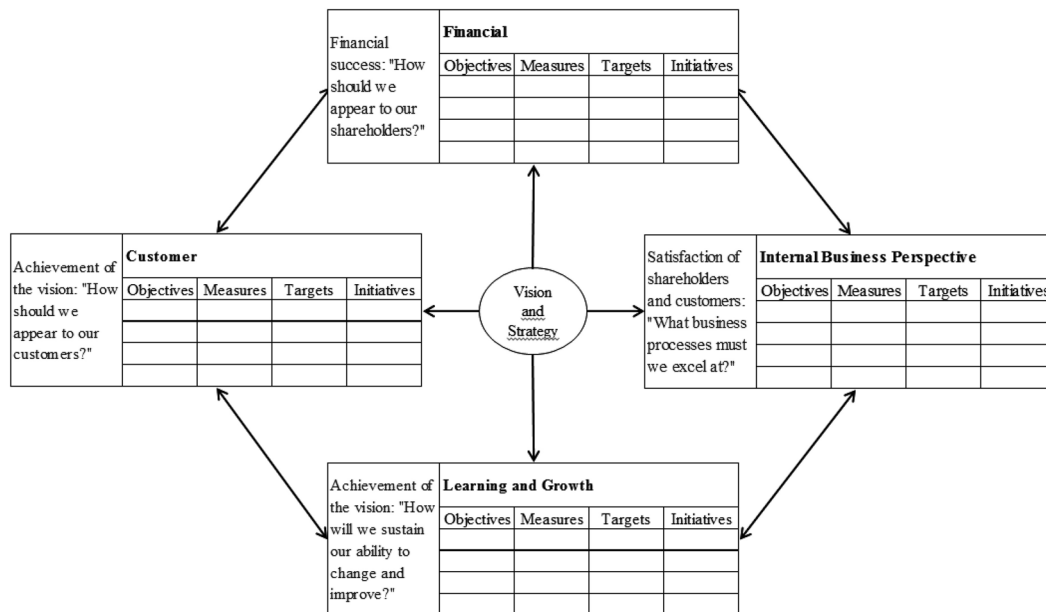 Financial
success: "How
should we
appear to our
shareholders?"
Financial
Objectives Measures Targets Initiatives
Achievement of
the vision: "How
should we
appear to our
customers?"
Customer
Objectives Measures Targets Initiatives
Vision
and
Strategy
Satisfaction of
shareholders
and customers:
"What business
processes must
we excel at?"
Internal Business Perspective
Objectives Measures Targets Initiatives
Achievement of
the vision: "How
will we sustain
our ability to
change and
improve?"
Learning and Growth
Objectives Measures Targets Initiatives